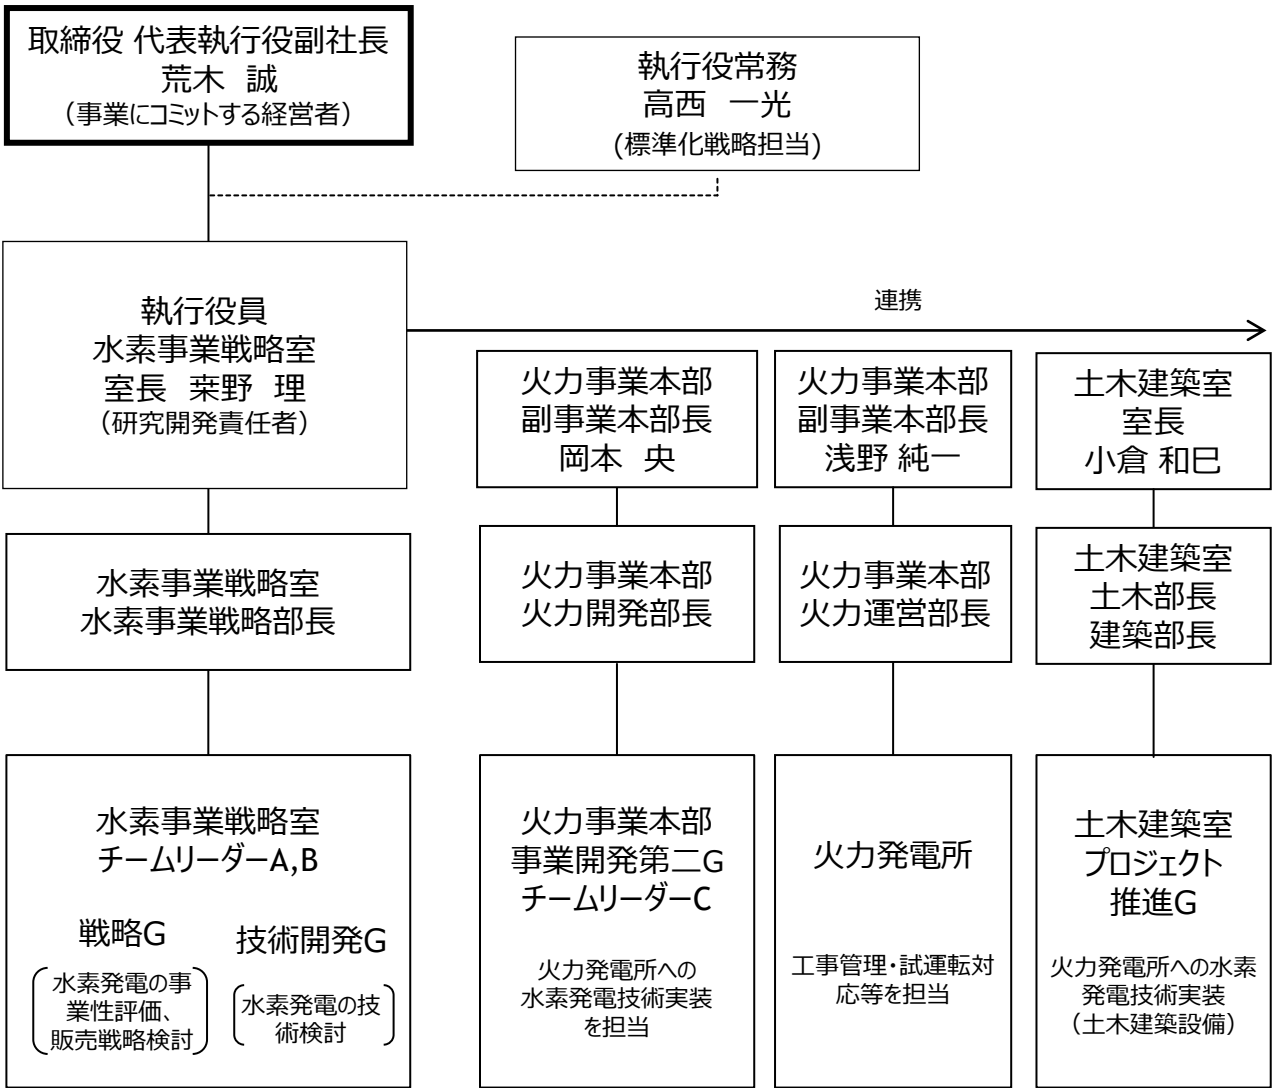 取締役 代表執行役副社長
荒木　誠
（事業にコミットする経営者）
執行役常務
高西　一光
(標準化戦略担当)
執行役員
水素事業戦略室
室長　桒野　理
（研究開発責任者）
連携
火力事業本部
副事業本部長
岡本　央
火力事業本部
副事業本部長
浅野 純一
土木建築室
室長
小倉 和巳
水素事業戦略室
水素事業戦略部長
火力事業本部
火力開発部長
火力事業本部
火力運営部長
土木建築室
土木部長
建築部長
水素事業戦略室
チームリーダーA,B
戦略G
水素発電の事
業性評価、
販売戦略検討
技術開発G
水素発電の技
術検討
火力事業本部
事業開発第二G
チームリーダーC
火力発電所への
水素発電技術実装
を担当
火力発電所
工事管理・試運転対
応等を担当
土木建築室
プロジェクト
推進G
火力発電所への水素
発電技術実装
（土木建築設備）